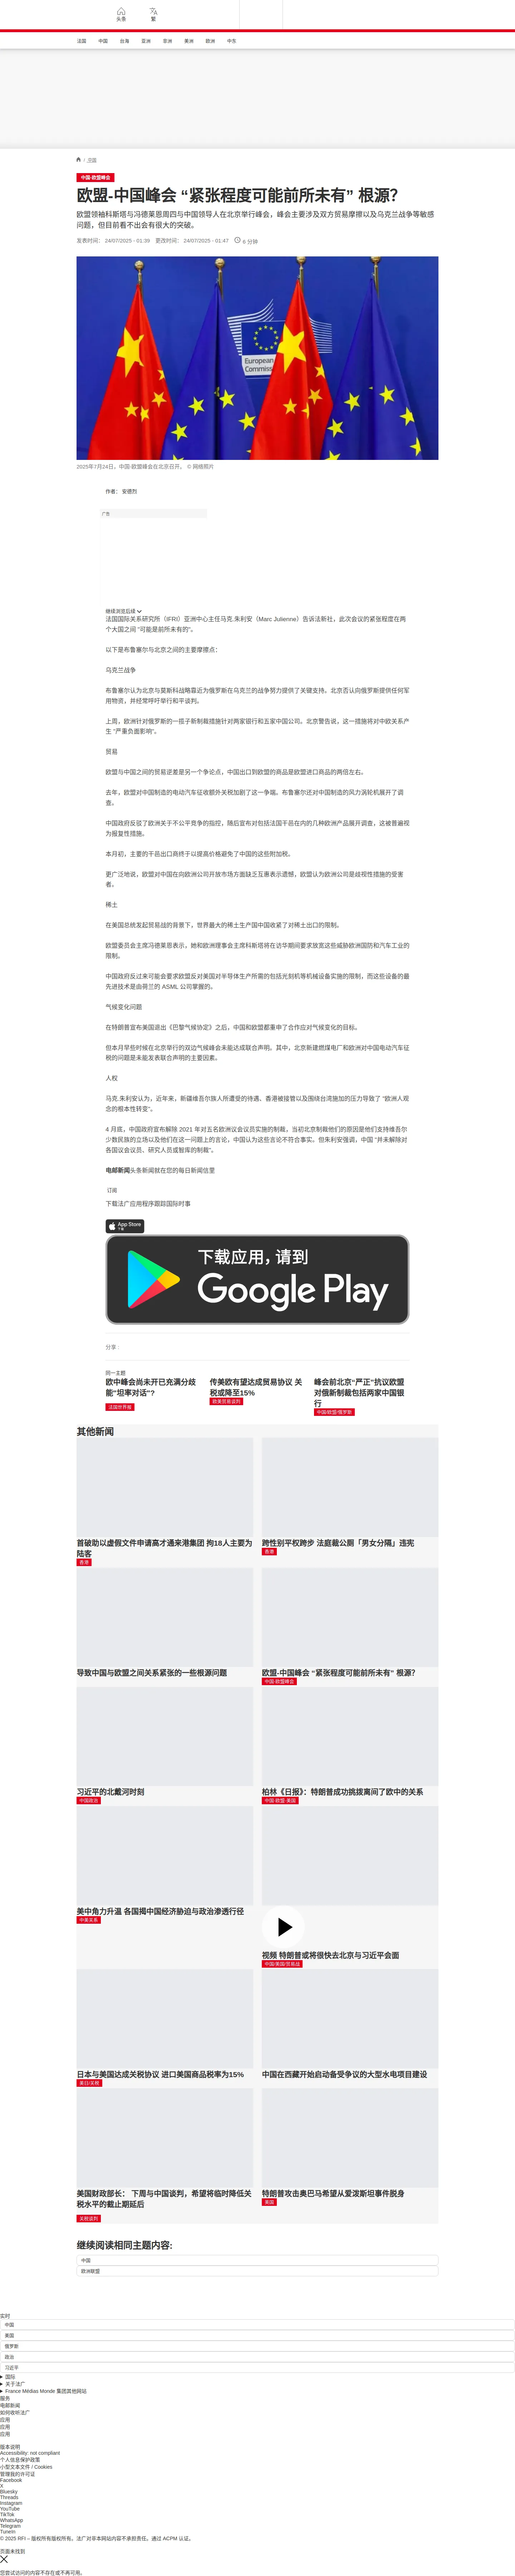 头条
繁
法国
中国
台海
亚洲
非洲
美洲
欧洲
中东
/ 中国
中国-欧盟峰会
欧盟-中国峰会 “紧张程度可能前所未有” 根源？
欧盟领袖科斯塔与冯德莱恩周四与中国领导人在北京举行峰会，峰会主要涉及双方贸易摩擦以及乌克兰战争等敏感
问题，但目前看不出会有很大的突破。
发表时间： 24/07/2025 - 01:39 更改时间： 24/07/2025 - 01:47 6 分钟
European
Commission
2025年7月24日，中国-欧盟峰会在北京召开。 © 网络照片
作者： 安德烈
广告
继续浏览后续
法国国际关系研究所（IFRI）亚洲中心主任马克.朱利安（Marc Julienne）告诉法新社，此次会议的紧张程度在两
个大国之间 “可能是前所未有的”。
以下是布鲁塞尔与北京之间的主要摩擦点：
乌克兰战争
布鲁塞尔认为北京与莫斯科战略靠近为俄罗斯在乌克兰的战争努力提供了关键支持。北京否认向俄罗斯提供任何军
用物资，并经常呼吁举行和平谈判。
上周，欧洲针对俄罗斯的一揽子新制裁措施针对两家银行和五家中国公司。北京警告说，这一措施将对中欧关系产
生 “严重负面影响”。
贸易
欧盟与中国之间的贸易逆差是另一个争论点，中国出口到欧盟的商品是欧盟进口商品的两倍左右。
去年，欧盟对中国制造的电动汽车征收额外关税加剧了这一争端。布鲁塞尔还对中国制造的风力涡轮机展开了调
查。
中国政府反驳了欧洲关于不公平竞争的指控，随后宣布对包括法国干邑在内的几种欧洲产品展开调查，这被普遍视
为报复性措施。
本月初，主要的干邑出口商终于以提高价格避免了中国的这些附加税。
更广泛地说，欧盟对中国在向欧洲公司开放市场方面缺乏互惠表示遗憾，欧盟认为欧洲公司是歧视性措施的受害
者。
稀土
在美国总统发起贸易战的背景下，世界最大的稀土生产国中国收紧了对稀土出口的限制。
欧盟委员会主席冯德莱恩表示，她和欧洲理事会主席科斯塔将在访华期间要求放宽这些威胁欧洲国防和汽车工业的
限制。
中国政府反过来可能会要求欧盟反对美国对半导体生产所需的包括光刻机等机械设备实施的限制，而这些设备的最
先进技术是由荷兰的 ASML 公司掌握的。
气候变化问题
在特朗普宣布美国退出《巴黎气候协定》之后，中国和欧盟都重申了合作应对气候变化的目标。
但本月早些时候在北京举行的双边气候峰会未能达成联合声明。其中，北京新建燃煤电厂和欧洲对中国电动汽车征
税的问题是未能发表联合声明的主要因素。
人权
马克.朱利安认为，近年来，新疆维吾尔族人所遭受的待遇、香港被接管以及围绕台湾施加的压力导致了 “欧洲人观
念的根本性转变”。
4 月底，中国政府宣布解除 2021 年对五名欧洲议会议员实施的制裁，当初北京制裁他们的原因是他们支持维吾尔
少数民族的立场以及他们在这一问题上的言论，中国认为这些言论不符合事实。但朱利安强调，中国 “并未解除对
各国议会议员、研究人员或智库的制裁”。
电邮新闻头条新闻就在您的每日新闻信里
订阅
下载法广应用程序跟踪国际时事
App Store
下载
下载应用，请到
Google Play
分享
同一主题
欧中峰会尚未开已充满分歧
能"坦率对话"?
法国世界报
传美欧有望达成贸易协议 关
税或降至15%
欧美贸易谈判
峰会前北京"严正"抗议欧盟
对俄新制裁包括两家中国银
行
中国/欧盟/俄罗斯
其他新闻
首破助以虚假文件申请高才通来港集团 拘18人主要为
陆客
香港
跨性别平权跨步 法庭裁公厕「男女分隔」违宪
香港
导致中国与欧盟之间关系紧张的一些根源问题
欧盟-中国峰会 “紧张程度可能前所未有” 根源？
中国-欧盟峰会
习近平的北戴河时刻
中国政治
柏林《日报》：特朗普成功挑拨离间了欧中的关系
中国-欧盟-美国
美中角力升温 各国揭中国经济胁迫与政治渗透行径
中美关系
视频 特朗普或将很快去北京与习近平会面
中国/美国/贸易战
日本与美国达成关税协议 进口美国商品税率为15%
美日/关税
中国在西藏开始启动备受争议的大型水电项目建设
美国财政部长： 下周与中国谈判，希望将临时降低关
税水平的截止期延后
关税谈判
特朗普攻击奥巴马希望从爱泼斯坦事件脱身
美国
继续阅读相同主题内容:
中国
欧洲联盟
实时
中国
美国
俄罗斯
政治
习近平
国际
关于法广
France Médias Monde 集团其他网站
服务
电邮新闻
如何收听法广
应用
应用
应用
版本说明
Accessibility: not compliant
个人信息保护政策
小型文本文件 / Cookies
管理我的许可证
Facebook
X
Bluesky
Threads
Instagram
YouTube
TikTok
WhatsApp
Telegram
TuneIn
© 2025 RFI – 版权所有版权所有。法广对非本网站内容不承担责任。通过 ACPM 认证。
页面未找到
您尝试访问的内容不存在或不再可用。